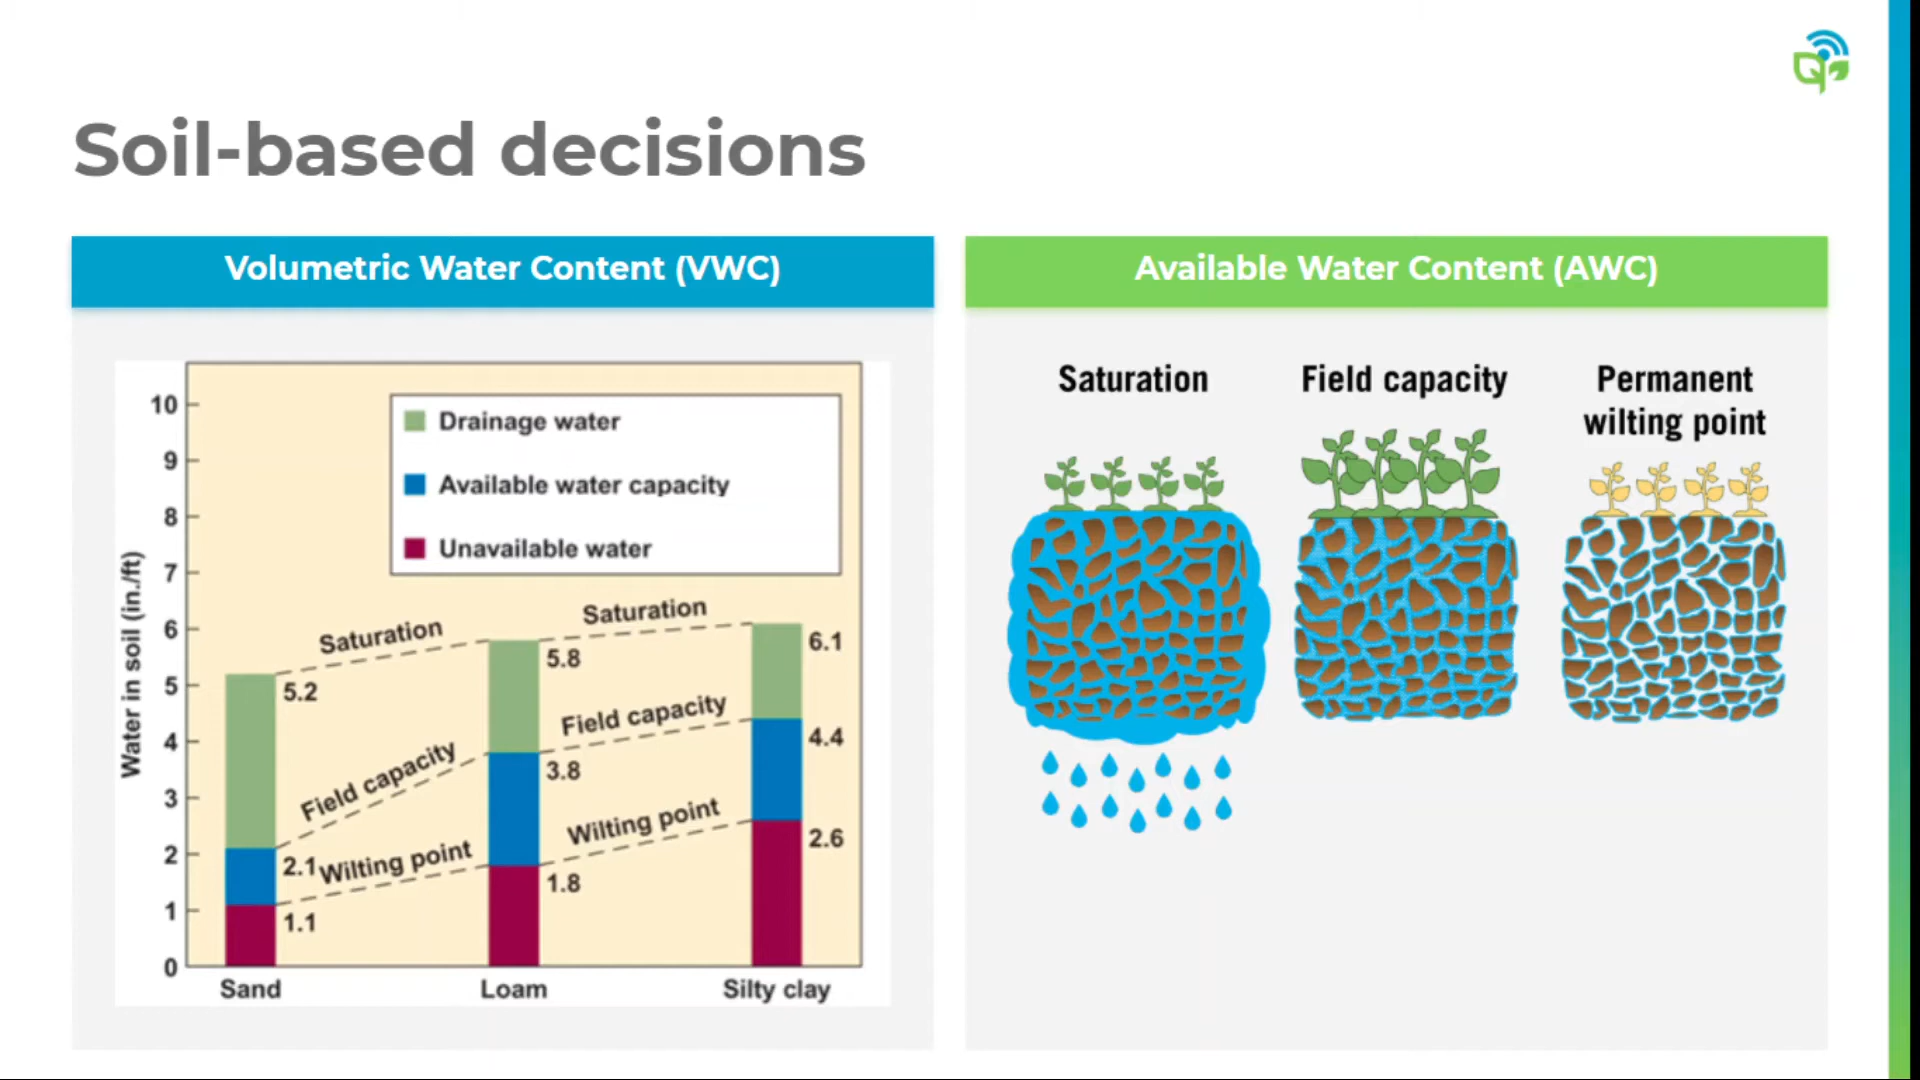 Soil-based decisions
Volumetric Water Content (VWC)
Water in soil (in./ft)
10
9
8
7
6
5
4
3
2
1
0
Drainage water
Available water capacity
Unavailable water
Saturation
Saturation
Field capacity
Field capacity
Wilting point
Wilting point
5.2
2.1
1.1
5.8
3.8
1.8
6.1
4.4
2.6
Sand
Loam
Silty clay
Available Water Content (AWC)
Saturation
Field capacity
Permanent
wilting point